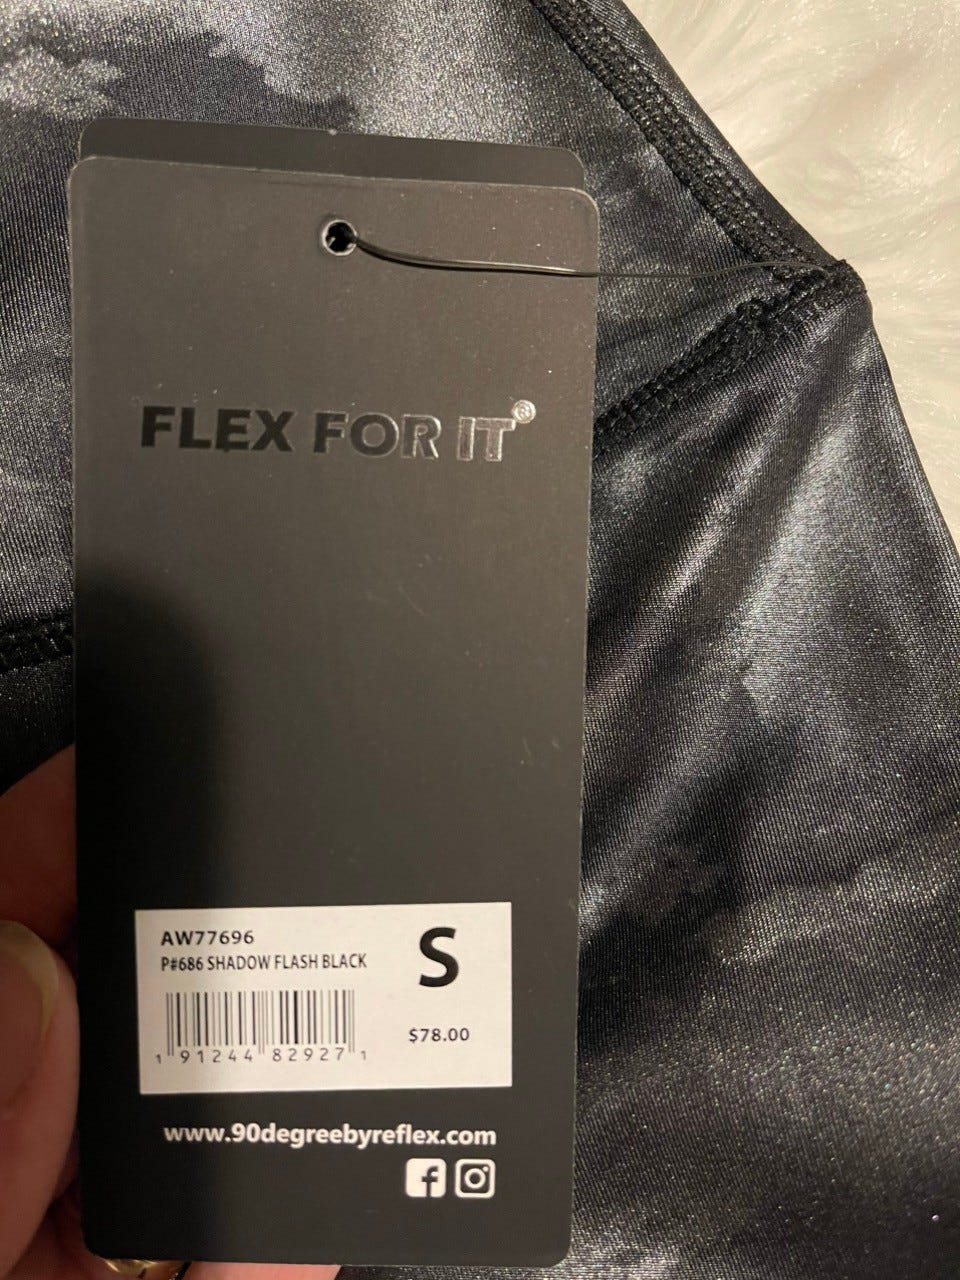 FLEX FOR IT®
AW77696
P#686 SHADOW FLASH BLACK
S
$78.00
1 91244 82927 1
www.90degreebyreflex.com